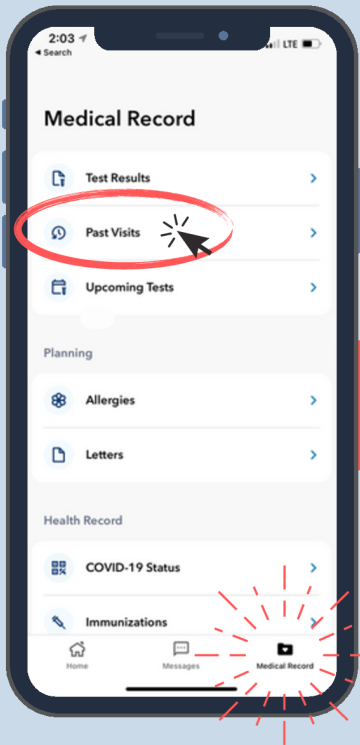 2:03
LTE
Search
Medical Record
Test Results
Past Visits
Upcoming Tests
Planning
Allergies
Letters
Health Record
COVID-19 Status
Immunizations
Home
Messages
Medical Record